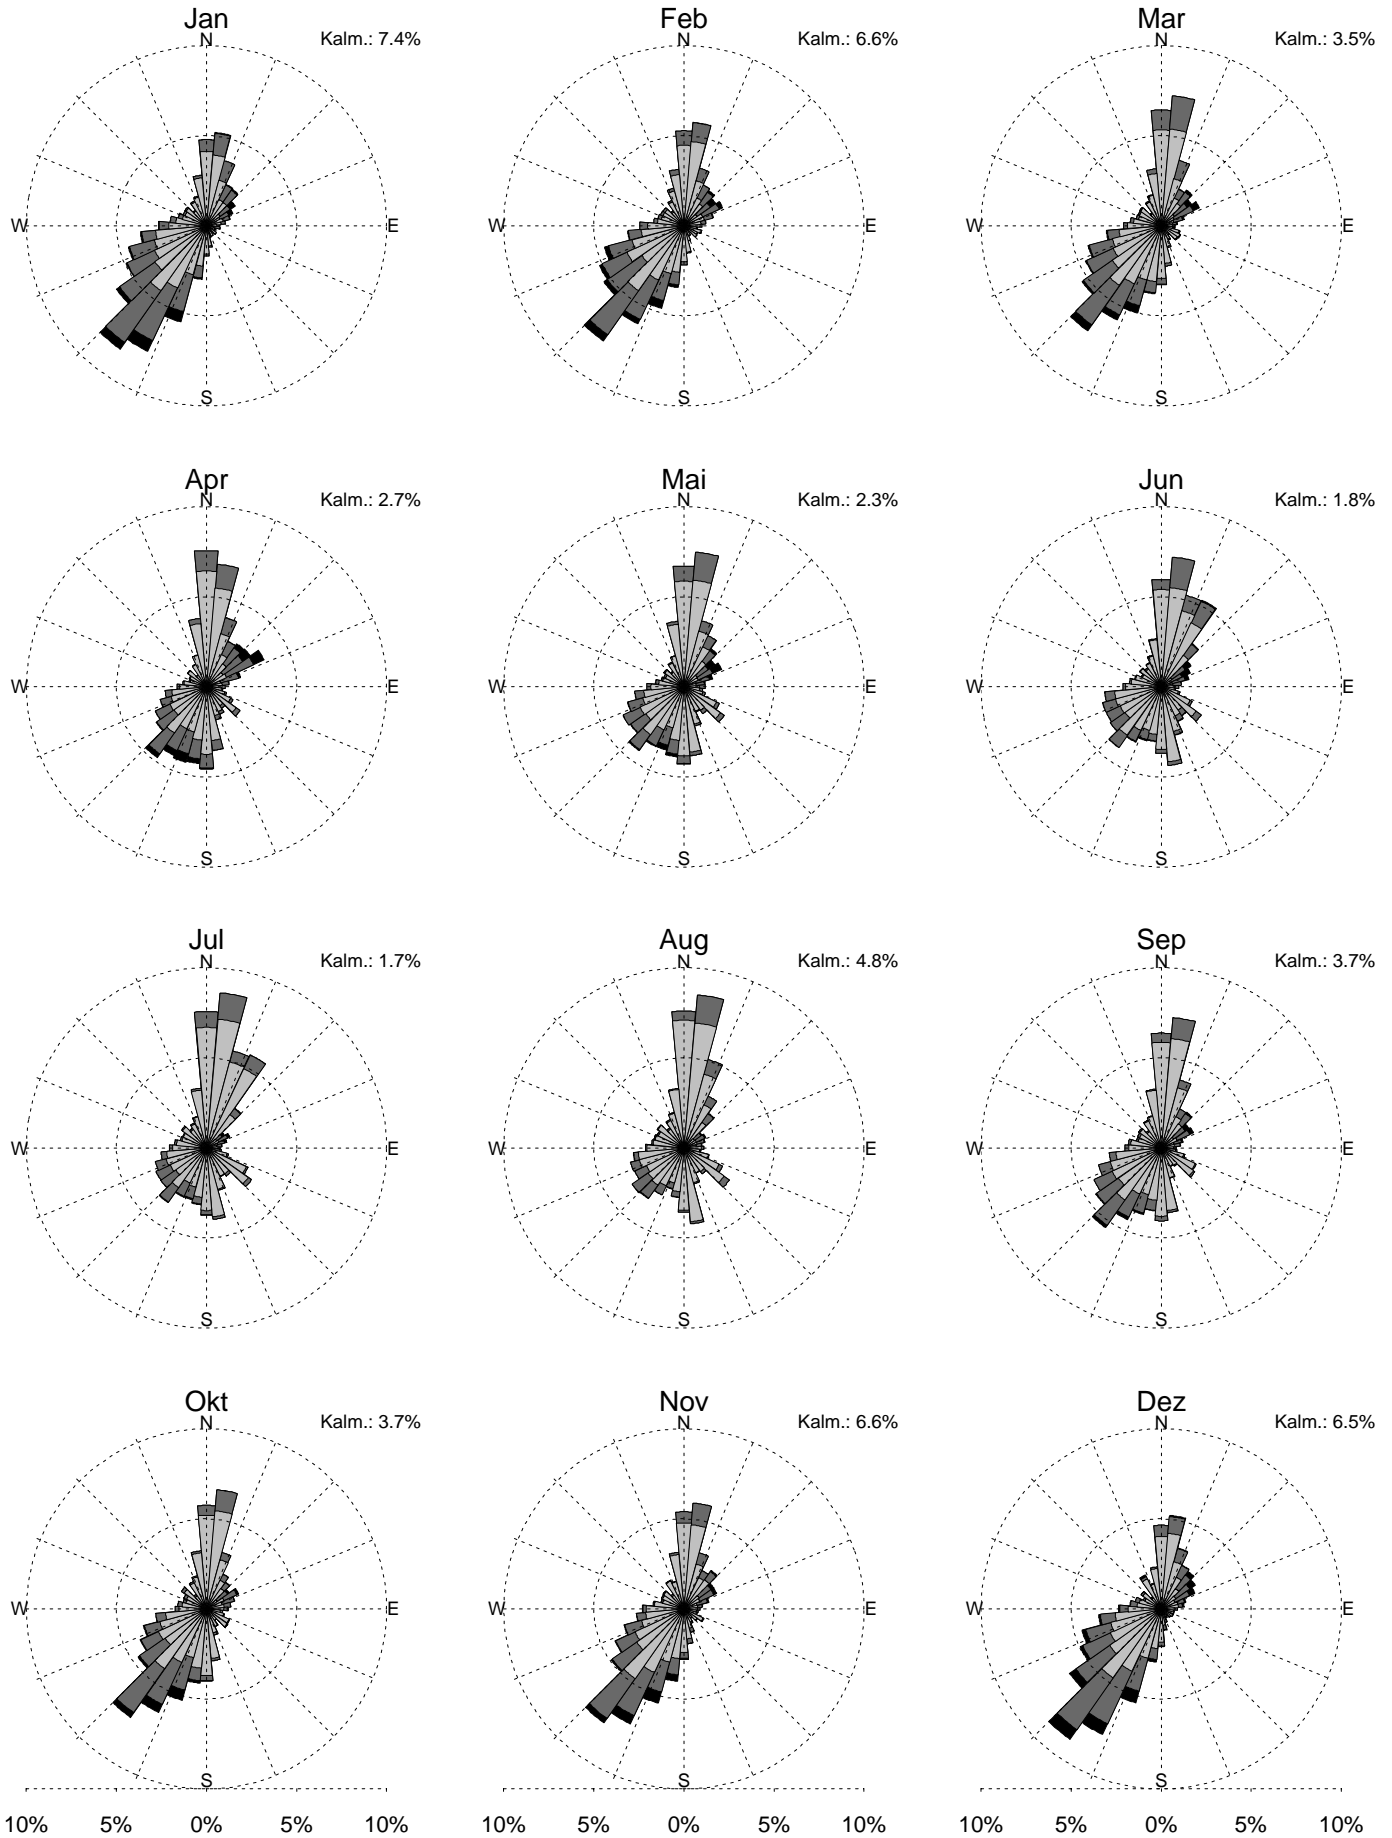 Jan Feb Mar
N Kalm.: 7.4% N Kalm.: 6.6% N Kalm.: 3.5%
W E W E W E
S S S
Apr Mai Jun
N Kalm.: 2.7% N Kalm.: 2.3% N Kalm.: 1.8%
W E W E W E
S S S
Jul Aug Sep
N Kalm.: 1.7% N Kalm.: 4.8% N Kalm.: 3.7%
W E W E W E
S S S
Okt Nov Dez
N Kalm.: 3.7% N Kalm.: 6.6% N Kalm.: 6.5%
W E W E W E
S S S
10% 5% 0% 5% 10% 10% 5% 0% 5% 10% 10% 5% 0% 5% 10%